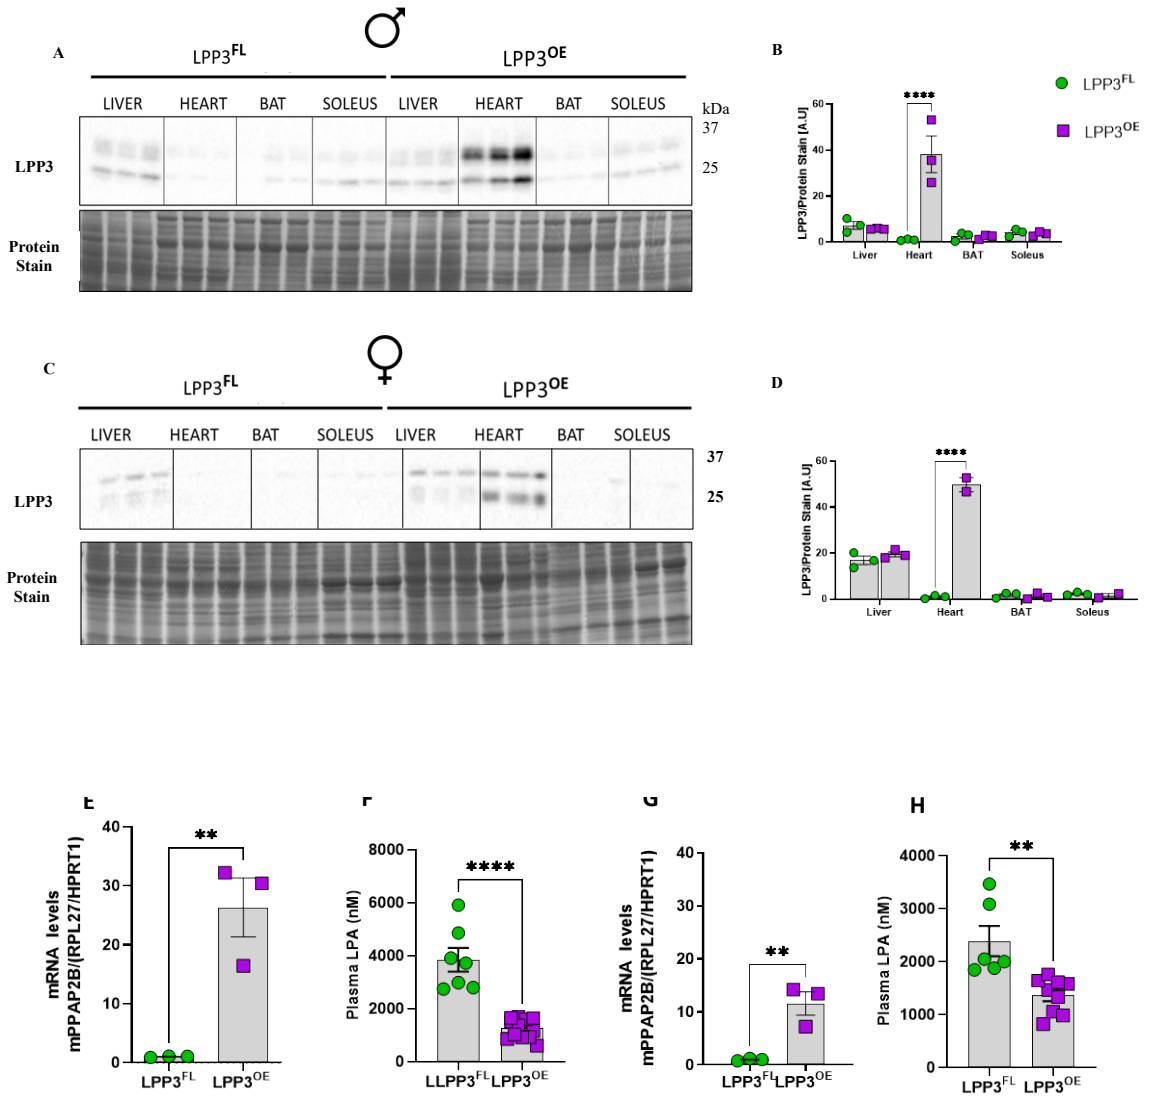 A
LPP3FL
LPP3OE
LIVER HEART BAT SOLEUS LIVER HEART BAT SOLEUS
kDa
37
25
LPP3
Protein
Stain
B
LPP3FL
LPP3OE
****
LPP3/Protein Stain [A.U]
60
40
20
0
Liver Heart BAT Soleus
C
LPP3FL
LPP3OE
LIVER HEART BAT SOLEUS LIVER HEART BAT SOLEUS
37
25
LPP3
Protein
Stain
D
****
LPP3/Protein Stain [A.U]
60
40
20
0
Liver Heart BAT Soleus
E
**
mRNA levels
mPPAP2B/(RPL27/HPRT1)
40
30
20
10
0
LPP3FL LPP3OE
F
****
Plasma LPA (nM)
8000
6000
4000
2000
0
LLPP3FL LPP3OE
G
**
mRNA levels
mPPAP2B/(RPL27/HPRT1)
40
30
20
10
0
LPP3FL LPP3OE
H
**
Plasma LPA (nM)
4000
3000
2000
1000
0
LPP3FL LPP3OE